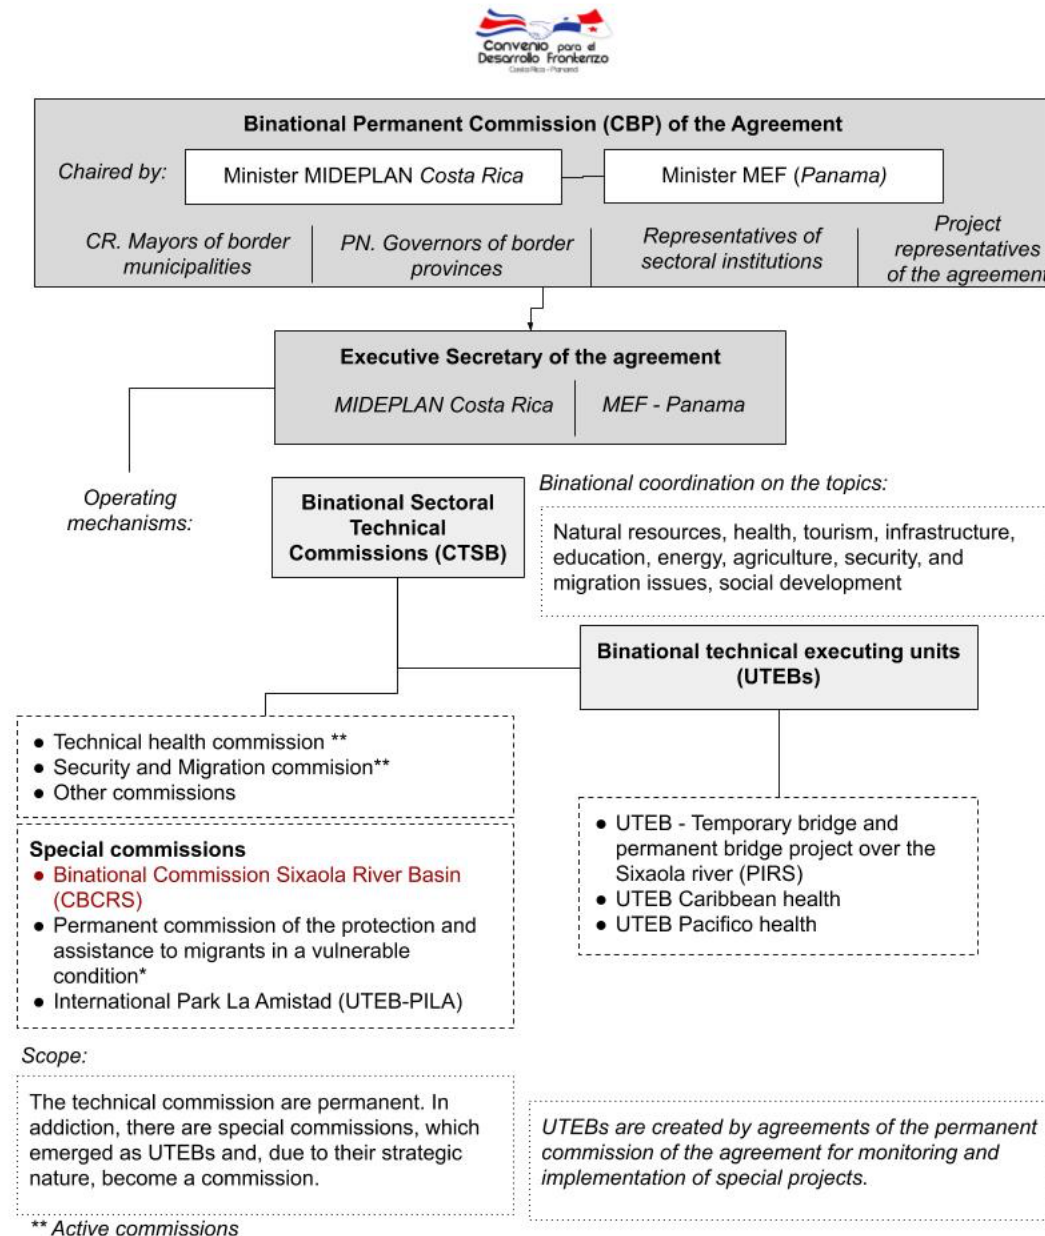 Convenio para el
Desarrollo Fronterizo
Costa Rica - Panamá
Binational Permanent Commission (CBP) of the Agreement
Chaired by:
Minister MIDEPLAN Costa Rica
Minister MEF (Panama)
CR. Mayors of border
municipalities
PN. Governors of border
provinces
Representatives of
sectoral institutions
Project
representatives
of the agreement
Executive Secretary of the agreement
MIDEPLAN Costa Rica
MEF - Panama
Operating
mechanisms:
Binational Sectoral
Technical
Commissions (CTSB)
Binational coordination on the topics:
Natural resources, health, tourism, infrastructure,
education, energy, agriculture, security, and
migration issues, social development
Binational technical executing units
(UTEBs)
● Technical health commission **
● Security and Migration commision**
● Other commissions
Special commissions
● Binational Commission Sixaola River Basin
(CBCRS)
● Permanent commission of the protection and
assistance to migrants in a vulnerable
condition*
● International Park La Amistad (UTEB-PILA)
● UTEB - Temporary bridge and
permanent bridge project over the
Sixaola river (PIRS)
● UTEB Caribbean health
● UTEB Pacifico health
Scope:
The technical commission are permanent. In
addiction, there are special commissions, which
emerged as UTEBs and, due to their strategic
nature, become a commission.
UTEBs are created by agreements of the permanent
commission of the agreement for monitoring and
implementation of special projects.
** Active commissions